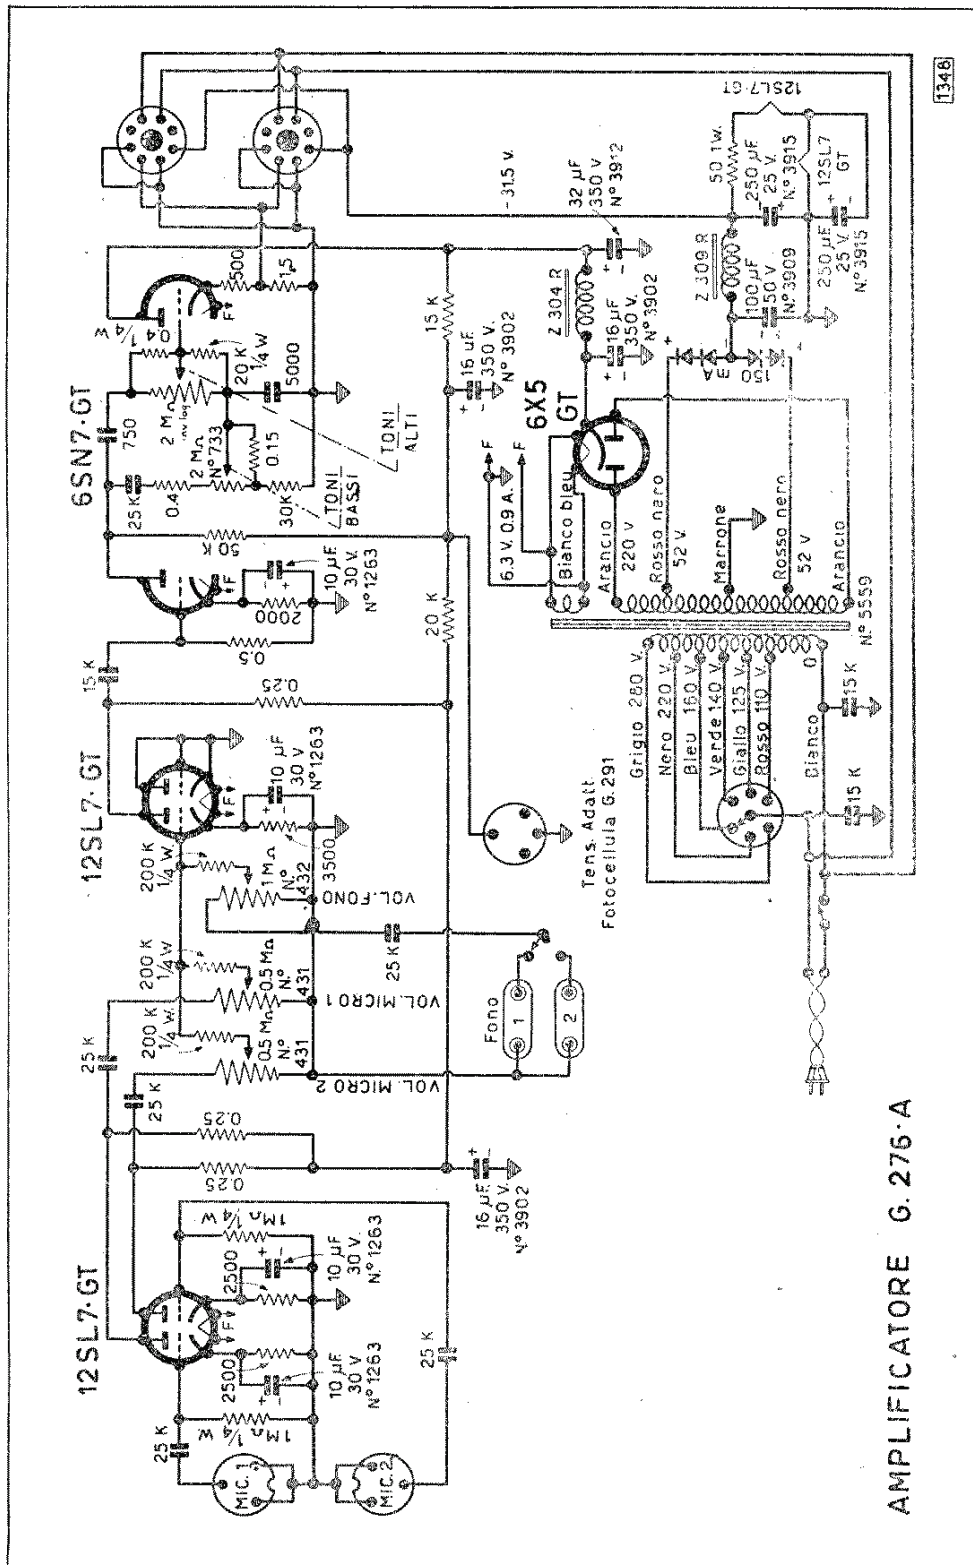 12SL7·GT
25 K
1MΩ
1/4 W.
2500
10 µF
30 V
N° 1263
F
2500
1MΩ
1/4 W
10 µF
30 V.
N.° 1263
MIC.1
MIC.2
25 K
0.25
0.25
16 µF
350 V.
N° 3902
25 K
25 K
200 K
1/4 W.
0.5 MΩ
N.°
431
VOL. MICRO 2
200 K
1/4 W.
0.5 MΩ
N.°
431
VOL. MICRO 1
12SL7·GT
200 K
1/4 W.
1 MΩ
N.°
432
VOL. FONO
3500
F
10 µF
30 V.
N° 1263
25 K
Fono
1
2
15 K
0.25
0.5
20 K
Tens. Adatt.
Fotocellula G. 291
6SN7·GT
2000
F
10 µF
30 V.
N° 1263
50 K
25 K
0.4
2 MΩ
N° 733
30K
0.15
TONI
BASSI
750
2 MΩ
inv log
0.4
1/4 W
20 K
1/4 W
5000
TONI
ALTI
F
500
1.5
15 K
16 µF
350 V.
N° 3902
-31.5 V.
6.3 V. 0.9 A.
F
F
Bianco bleu
6X5
GT
Z 304 R
16 µF
350 V.
N° 3902
32 µF
350 V
N° 3912
Arancio
220 V
Rosso nero
52 V.
Marrone
Rosso nero
52 V
Arancio
N.° 5559
150
Z 309 R
100 µF
50 V.
N° 3909
50 1W.
250 µF
25 V.
N.° 3915
250 µF
25 V
N.° 3915
12SL7
GT
12SL7·GT
Grigio 280 V.
Nero 220 V.
Bleu 160 V.
Verde 140 V.
Giallo 125 V.
Rosso 110 V.
Bianco
0
15 K
15 K
AMPLIFICATORE G. 276·A
1348